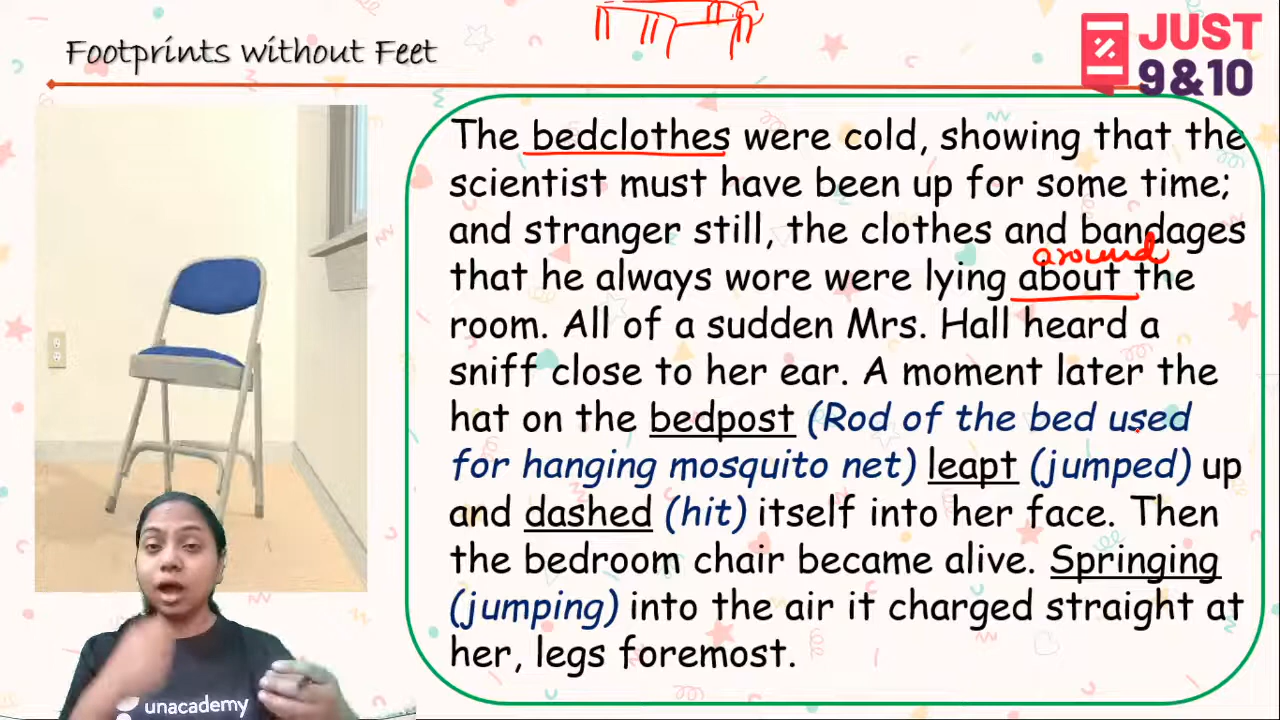 Footprints without Feet
JUST
9&10
The bedclothes were cold, showing that the
scientist must have been up for some time;
and stranger still, the clothes and bandages
around
that he always wore were lying about the
room. All of a sudden Mrs. Hall heard a
sniff close to her ear. A moment later the
hat on the bedpost (Rod of the bed used
for hanging mosquito net) leapt (jumped) up
and dashed (hit) itself into her face. Then
the bedroom chair became alive. Springing
(jumping) into the air it charged straight at
her, legs foremost.
unacademy